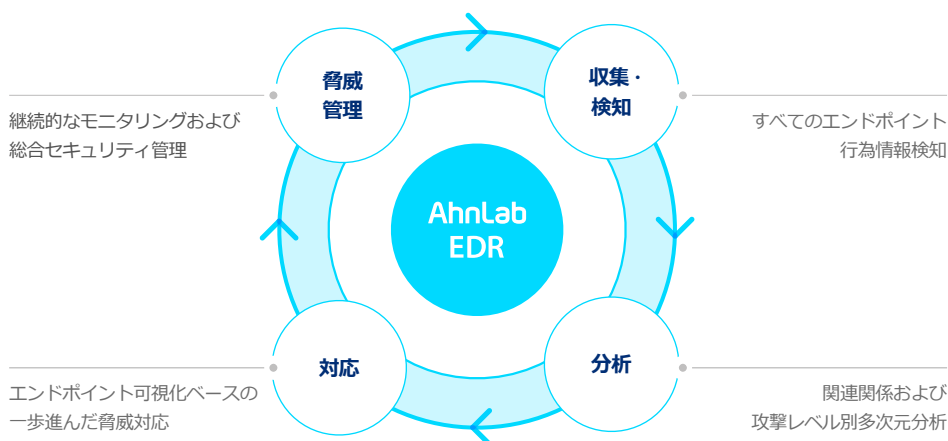 脅威
管理
収集・
検知
継続的なモニタリングおよび
総合セキュリティ管理
すべてのエンドポイント
行為情報検知
AhnLab
EDR
対応
分析
エンドポイント可視化ベースの
一歩進んだ脅威対応
関連関係および
攻撃レベル別多次元分析